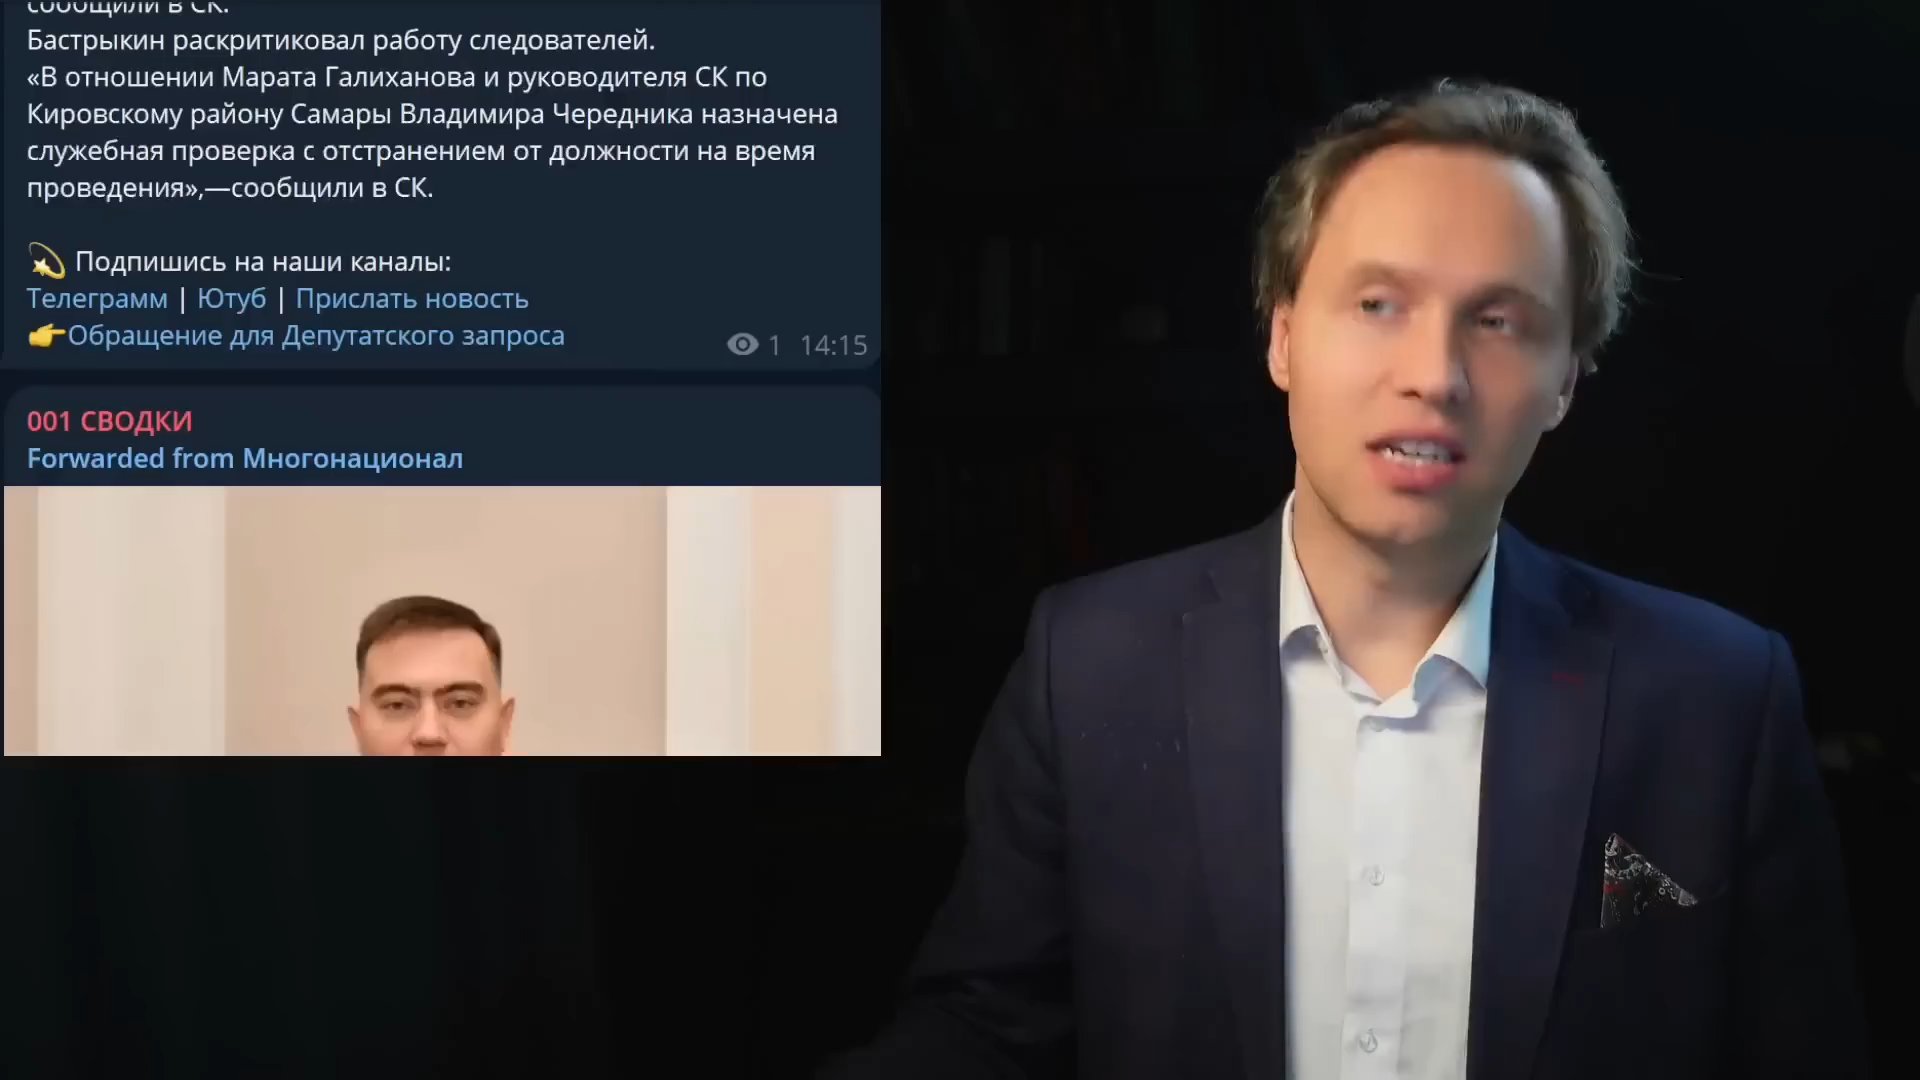 сообщили в СК.
Бастрыкин раскритиковал работу следователей.
«В отношении Марата Галиханова и руководителя СК по
Кировскому району Самары Владимира Чередника назначена
служебная проверка с отстранением от должности на время
проведения»,—сообщили в СК.
Подпишись на наши каналы:
Телеграмм | Ютуб | Прислать новость
Обращение для Депутатского запроса
1 14:15
001 СВОДКИ
Forwarded from Многонационал